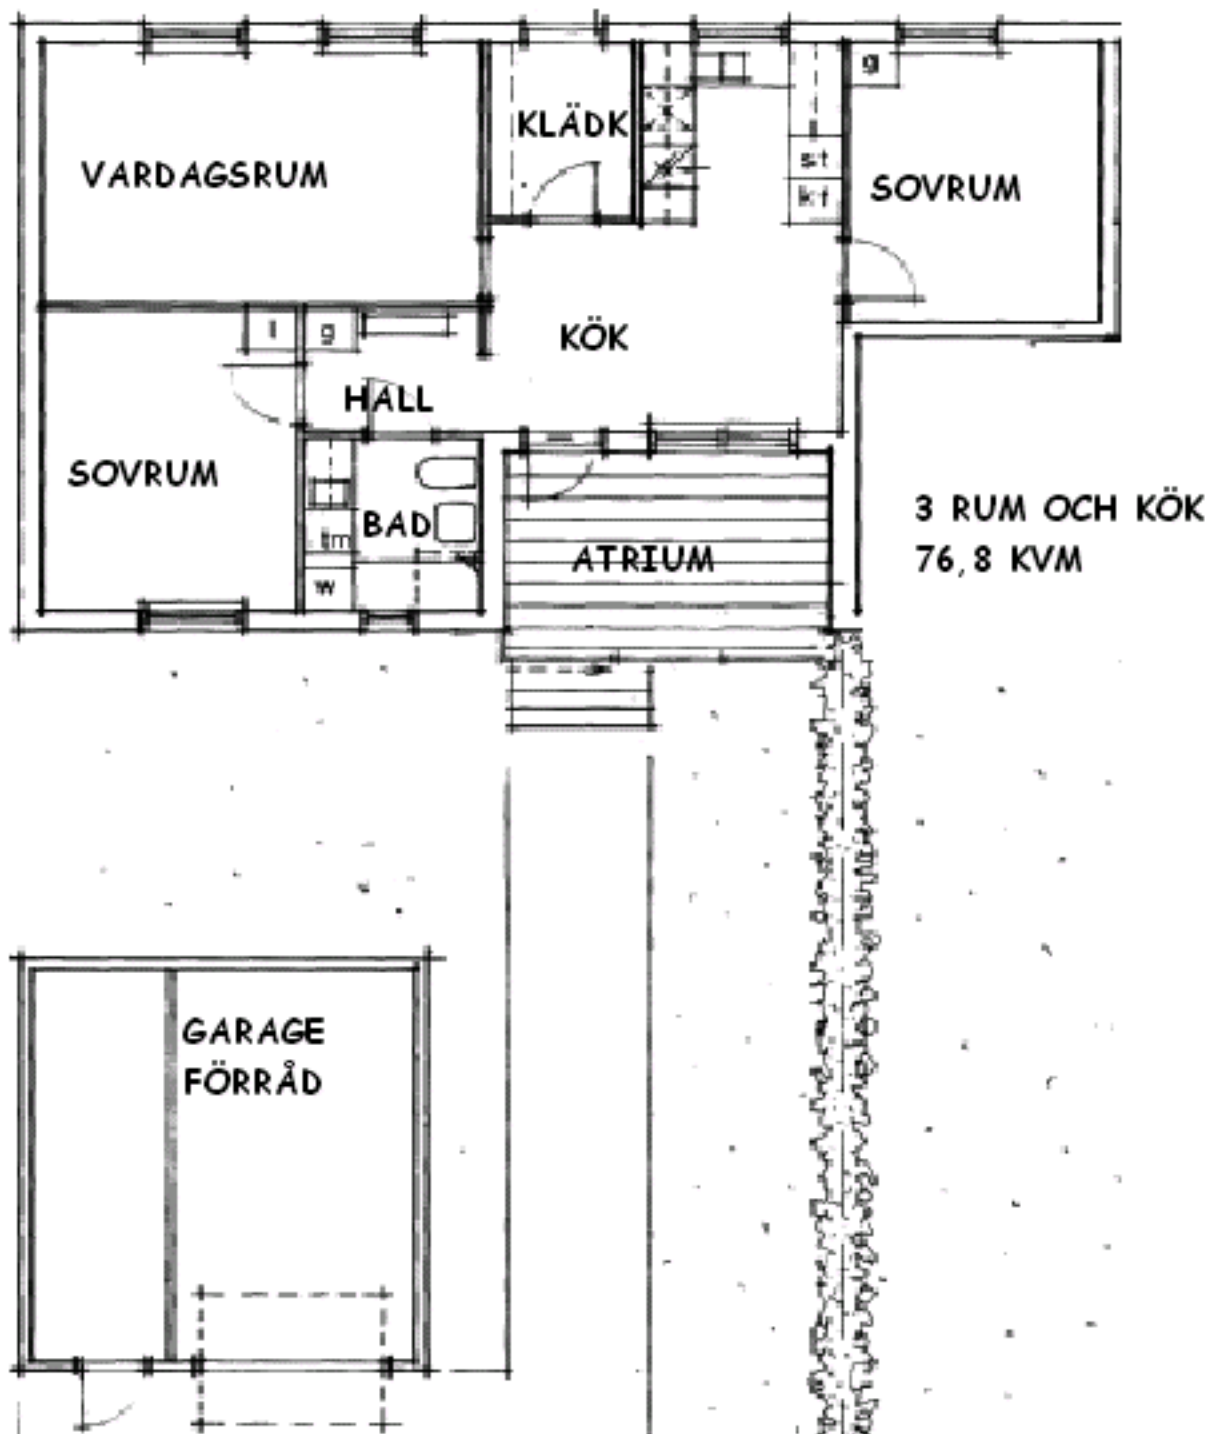 g
KLÄDK
VARDAGSRUM
st
SOVRUM
kf
l
g
KÖK
HALL
SOVRUM
3 RUM OCH KÖK
BAD
tm
ATRIUM
76,8 KVM
w
GARAGE
FÖRRÅD